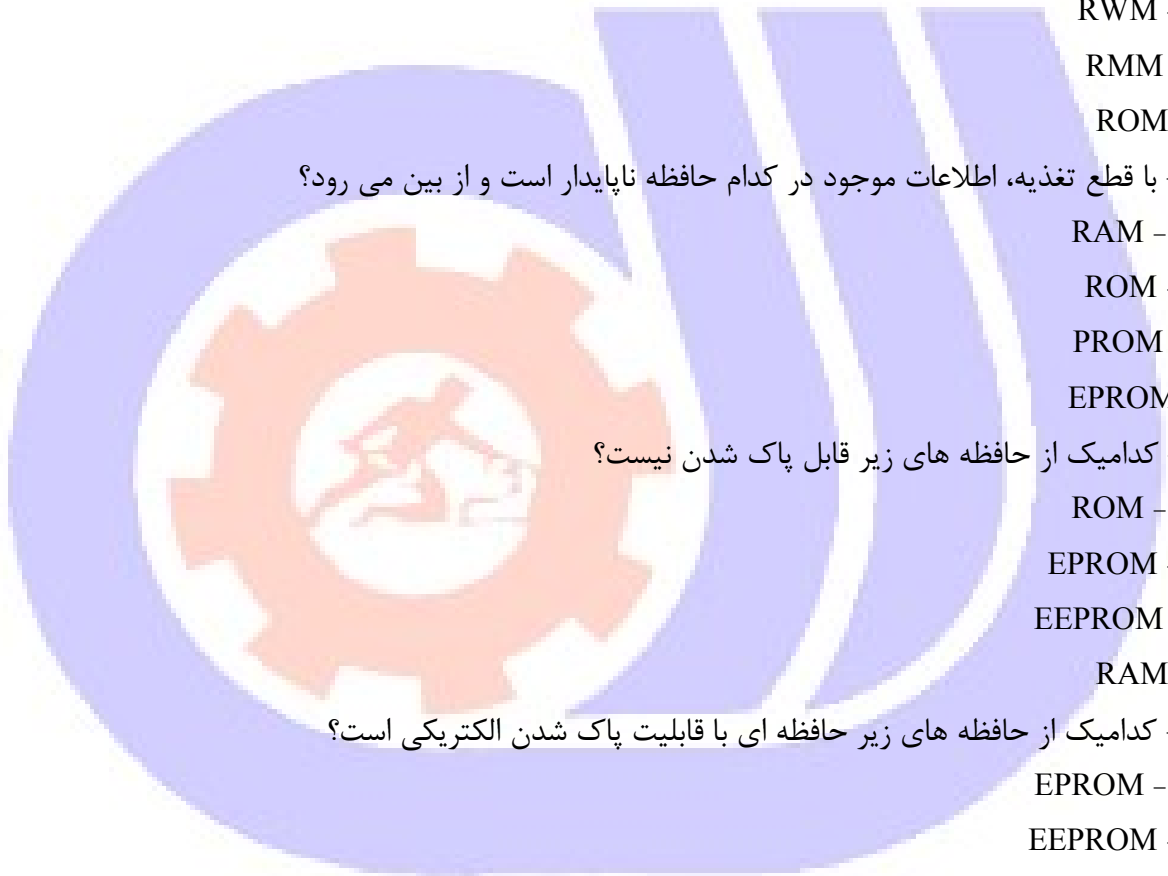 RWM -
RMM
ROM
- با قطع تغذیه، اطلاعات موجود در کدام حافظه ناپایدار است و از بین می رود؟
RAM –
ROM -
PROM
EPROM
کدامیک از حافظه های زیر قابل پاک شدن نیست؟
ROM –
EPROM -
EEPROM
RAM
- کدامیک از حافظه های زیر حافظه ای با قابلیت پاک شدن الکتریکی است؟
EPROM –
EEPROM -